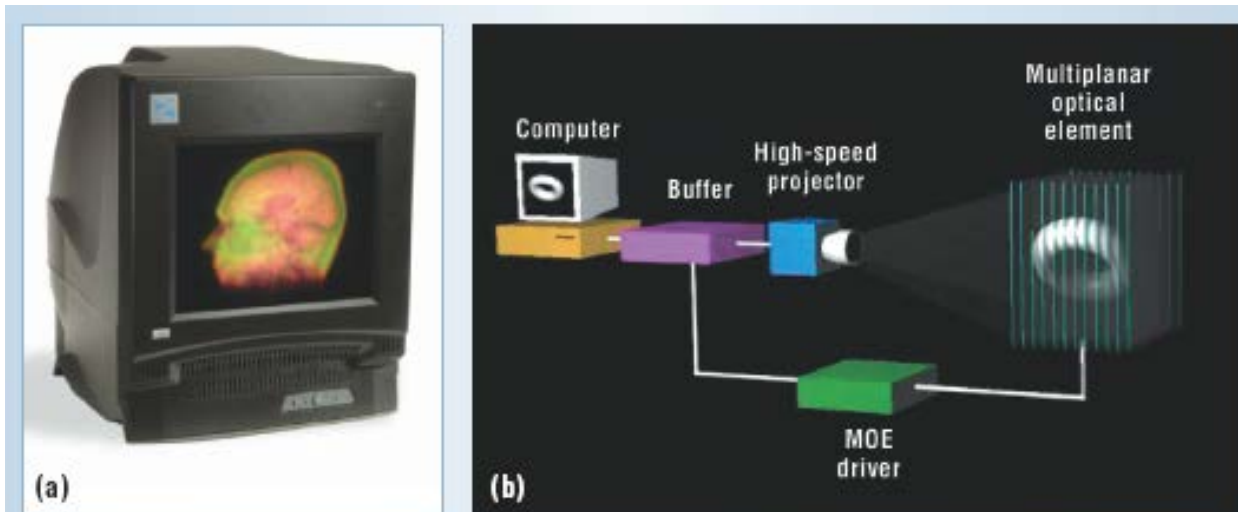 (a)
Computer
Buffer
High-speed
projector
Multiplanar
optical
element
MOE
driver
(b)